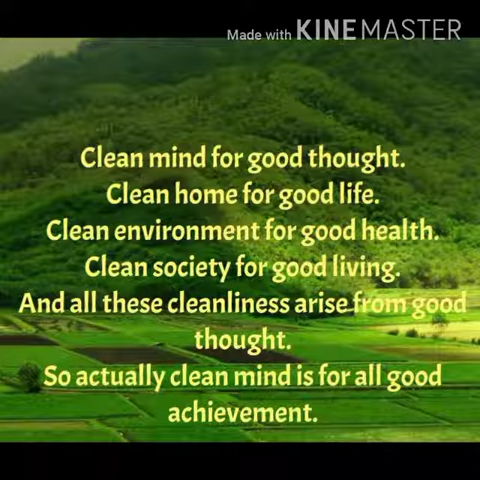 Made with KINEMASTER
Clean mind for good thought.
Clean home for good life.
Clean environment for good health.
Clean society for good living.
And all these cleanliness arise from good
thought.
So actually clean mind is for all good
achievement.